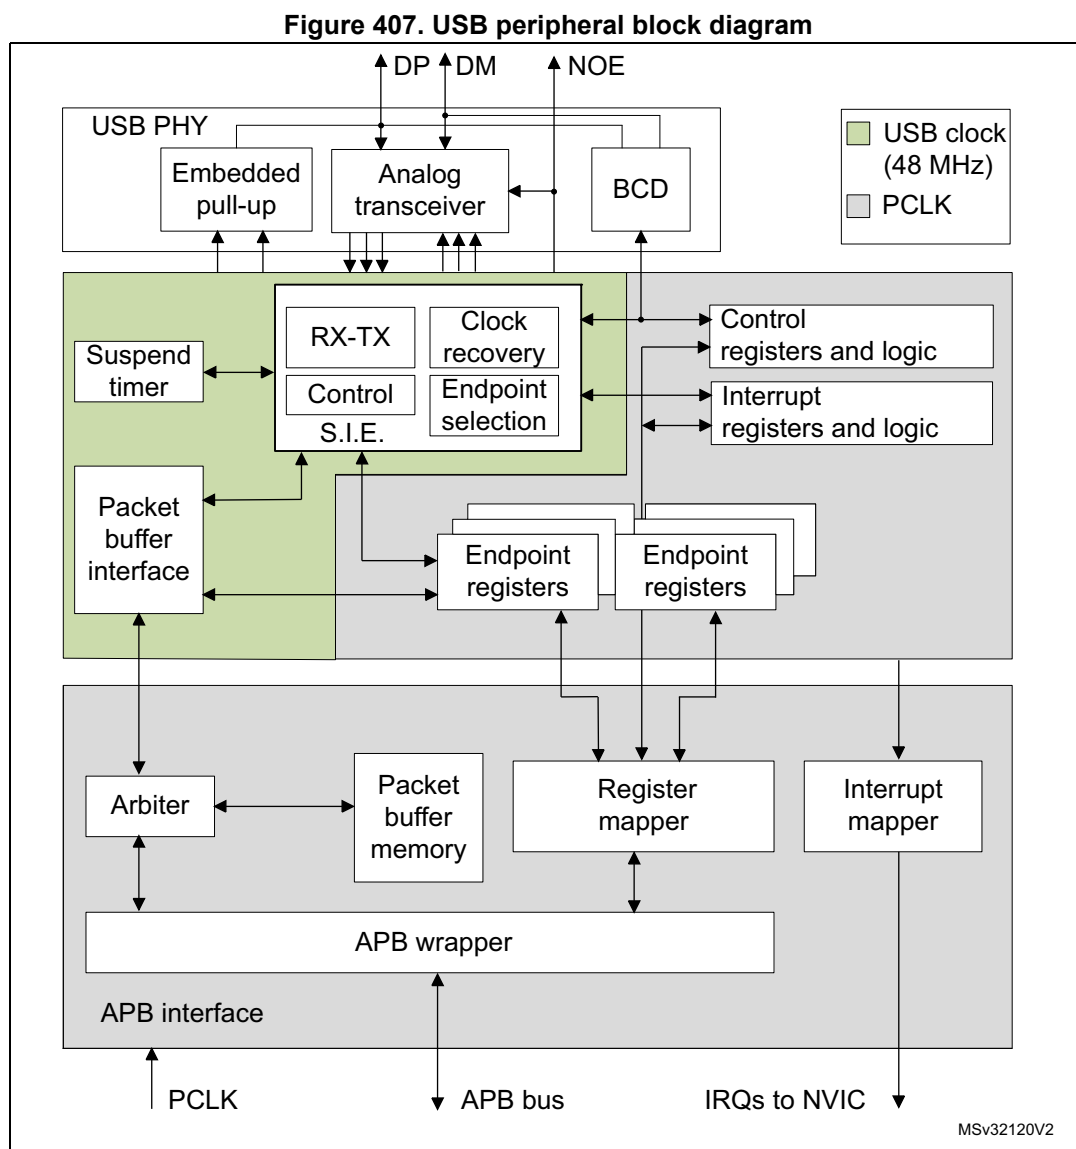 Figure 407. USB peripheral block diagram
DP
DM
NOE
USB PHY
Embedded
pull-up
Analog
transceiver
BCD
USB clock
(48 MHz)
PCLK
Suspend
timer
RX-TX
Clock
recovery
Control
Endpoint
selection
S.I.E.
Control
registers and logic
Interrupt
registers and logic
Packet
buffer
interface
Endpoint
registers
Endpoint
registers
Arbiter
Packet
buffer
memory
Register
mapper
Interrupt
mapper
APB wrapper
APB interface
PCLK
APB bus
IRQs to NVIC
MSv32120V2